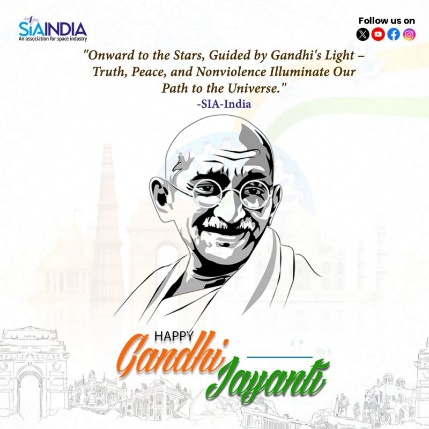 SIAINDIA
An association for space industry
Follow us on
"Onward to the Stars, Guided by Gandhi's Light –
Truth, Peace, and Nonviolence Illuminate Our
Path to the Universe."
-SIA-India
HAPPY
Gandhi
Jayanti